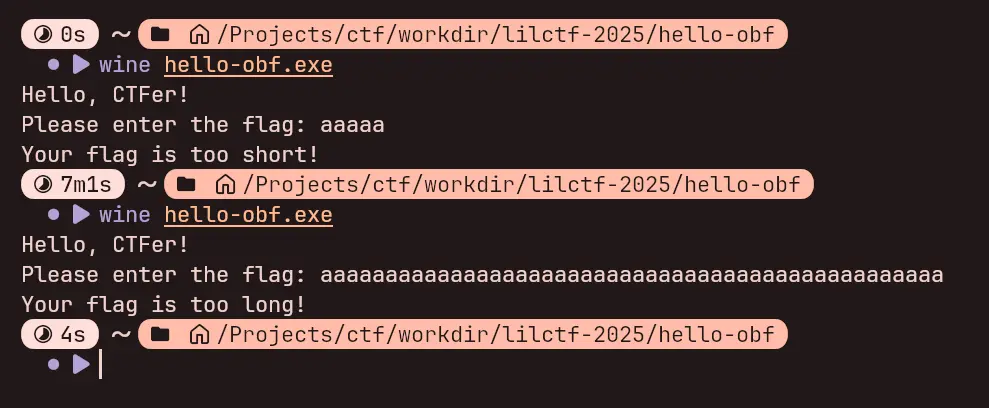 0s ~ /Projects/ctf/workdir/lilctf-2025/hello-obf
wine hello-obf.exe
Hello, CTFer!
Please enter the flag: aaaaa
Your flag is too short!
7m1s ~ /Projects/ctf/workdir/lilctf-2025/hello-obf
wine hello-obf.exe
Hello, CTFer!
Please enter the flag: aaaaaaaaaaaaaaaaaaaaaaaaaaaaaaaaaaaaaaaaaaaaaaaa
Your flag is too long!
4s ~ /Projects/ctf/workdir/lilctf-2025/hello-obf